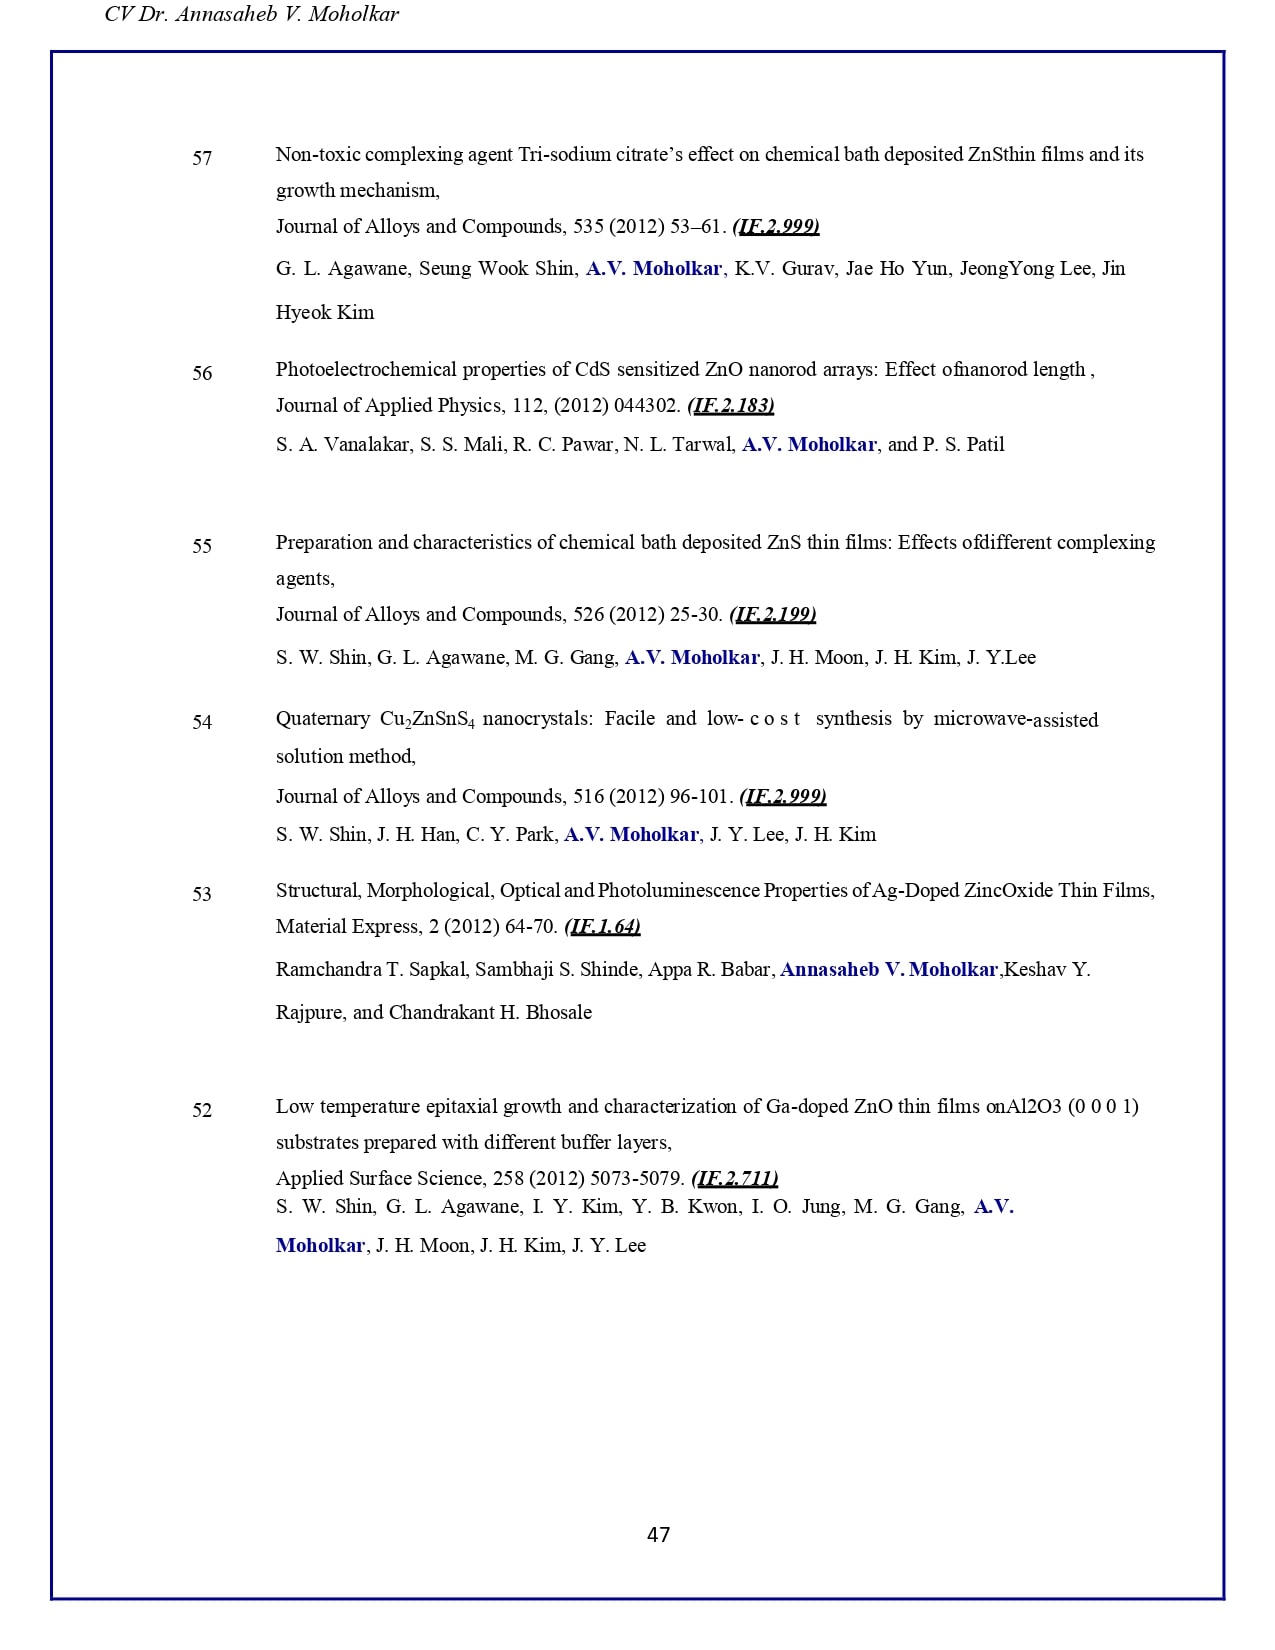 CV Dr. Annasaheb V. Moholkar
57 Non-toxic complexing agent Tri-sodium citrate’s effect on chemical bath deposited ZnSthin films and its
growth mechanism,
Journal of Alloys and Compounds, 535 (2012) 53–61. (IF.2.999)
G. L. Agawane, Seung Wook Shin, A.V. Moholkar, K.V. Gurav, Jae Ho Yun, JeongYong Lee, Jin
Hyeok Kim
56 Photoelectrochemical properties of CdS sensitized ZnO nanorod arrays: Effect ofnanorod length ,
Journal of Applied Physics, 112, (2012) 044302. (IF.2.183)
S. A. Vanalakar, S. S. Mali, R. C. Pawar, N. L. Tarwal, A.V. Moholkar, and P. S. Patil
55 Preparation and characteristics of chemical bath deposited ZnS thin films: Effects ofdifferent complexing
agents,
Journal of Alloys and Compounds, 526 (2012) 25-30. (IF.2.199)
S. W. Shin, G. L. Agawane, M. G. Gang, A.V. Moholkar, J. H. Moon, J. H. Kim, J. Y.Lee
54 Quaternary Cu₂ZnSnS₄ nanocrystals: Facile and low- c o s t synthesis by microwave-assisted
solution method,
Journal of Alloys and Compounds, 516 (2012) 96-101. (IF.2.999)
S. W. Shin, J. H. Han, C. Y. Park, A.V. Moholkar, J. Y. Lee, J. H. Kim
53 Structural, Morphological, Optical and Photoluminescence Properties of Ag-Doped ZincOxide Thin Films,
Material Express, 2 (2012) 64-70. (IF.1.64)
Ramchandra T. Sapkal, Sambhaji S. Shinde, Appa R. Babar, Annasaheb V. Moholkar,Keshav Y.
Rajpure, and Chandrakant H. Bhosale
52 Low temperature epitaxial growth and characterization of Ga-doped ZnO thin films onAl2O3 (0 0 0 1)
substrates prepared with different buffer layers,
Applied Surface Science, 258 (2012) 5073-5079. (IF.2.711)
S. W. Shin, G. L. Agawane, I. Y. Kim, Y. B. Kwon, I. O. Jung, M. G. Gang, A.V.
Moholkar, J. H. Moon, J. H. Kim, J. Y. Lee
47